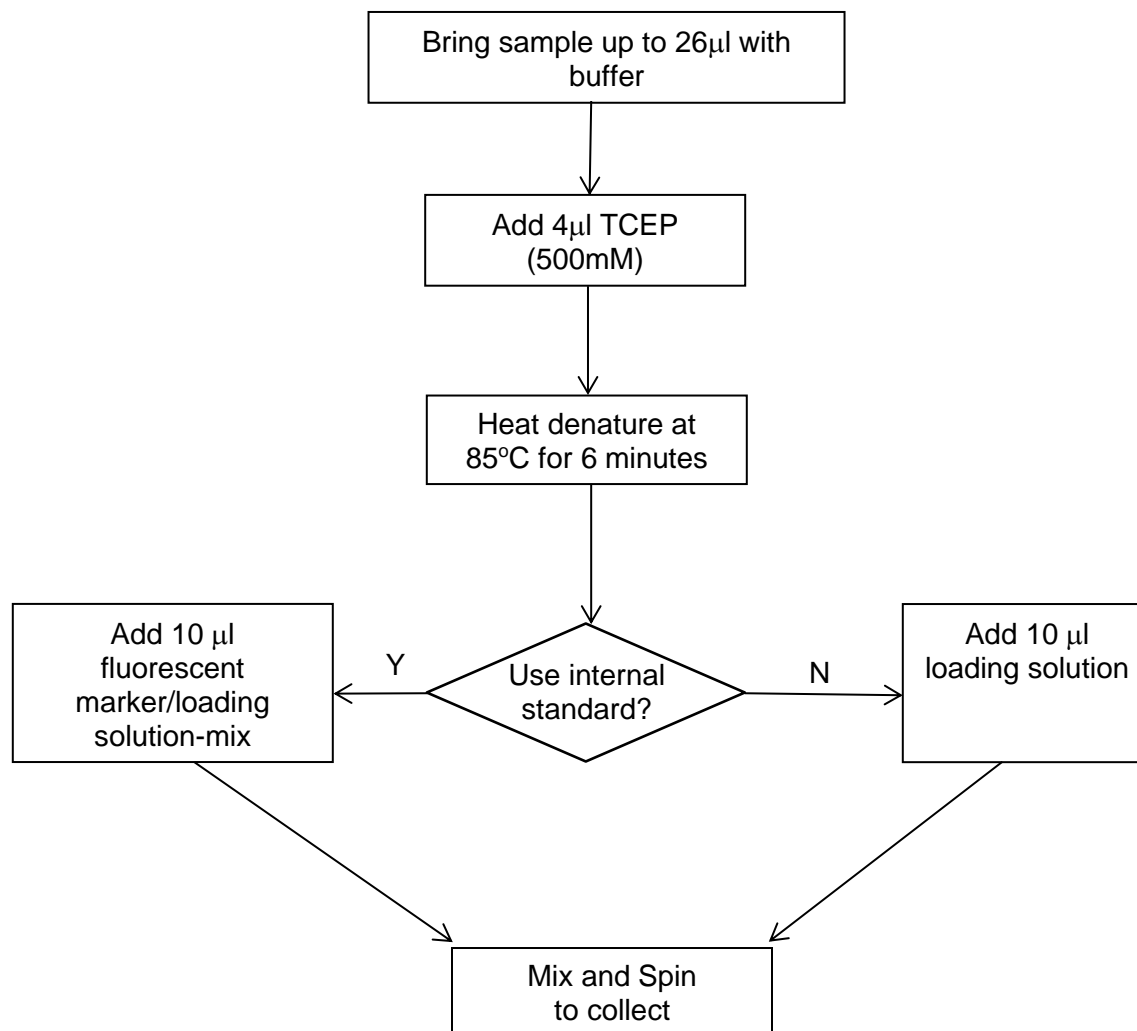 Bring sample up to 26μl with
buffer
Add 4μl TCEP
(500mM)
Heat denature at
85ºC for 6 minutes
Add 10 μl
fluorescent
marker/loading
solution-mix
Y
Use internal
standard?
N
Add 10 μl
loading solution
Mix and Spin
to collect